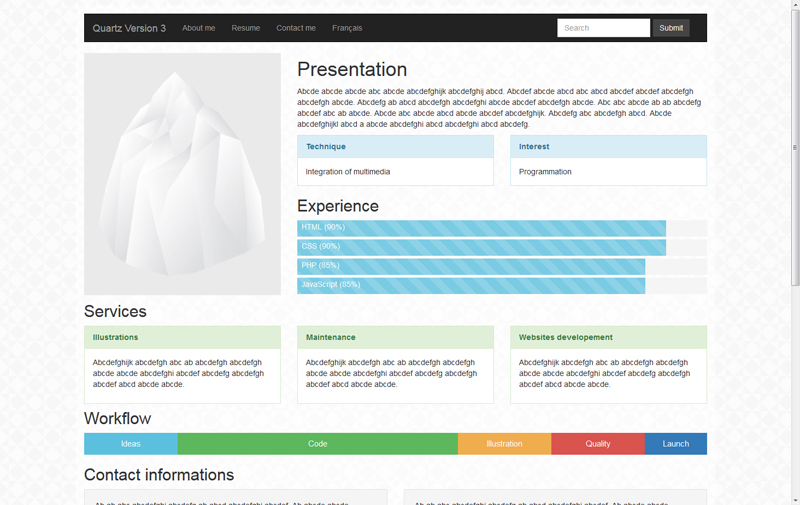 Quartz Version 3 About me Resume Contact me Français Search Submit
Presentation
Abcde abcde abcde abc abcde abcdefghijk abcdefghij abcd. Abcdef abcde abcd abc abcd abcdef abcdef abcdefgh
abcdefgh abcde. Abcdefg ab abcd abcdefgh abcdefghi abcde abcdef abcdefgh abcde. Abc abc abcde ab ab abcdefg
abcdef abc ab abcde. Abcde abc abcde abcd abcde abcdef abcdefghijk. Abcdefg abc abcdefgh abcd. Abcde
abcdefghijkl abcd a abcde abcdefghi abcd abcdefghi abcd abcdefg.
Technique
Integration of multimedia
Interest
Programmation
Experience
HTML (90%)
CSS (90%)
PHP (85%)
JavaScript (85%)
Services
Illustrations
Abcdefghijk abcdefgh abc ab abcdefgh abcdefgh
abcde abcde abcdefghi abcdef abcdefg abcdefgh
abcdef abcd abcde abcde.
Maintenance
Abcdefghijk abcdefgh abc ab abcdefgh abcdefgh
abcde abcde abcdefghi abcdef abcdefg abcdefgh
abcdef abcd abcde abcde.
Websites developement
Abcdefghijk abcdefgh abc ab abcdefgh abcdefgh
abcde abcde abcdefghi abcdef abcdefg abcdefgh
abcdef abcd abcde abcde.
Workflow
Ideas Code Illustration Quality Launch
Contact informations